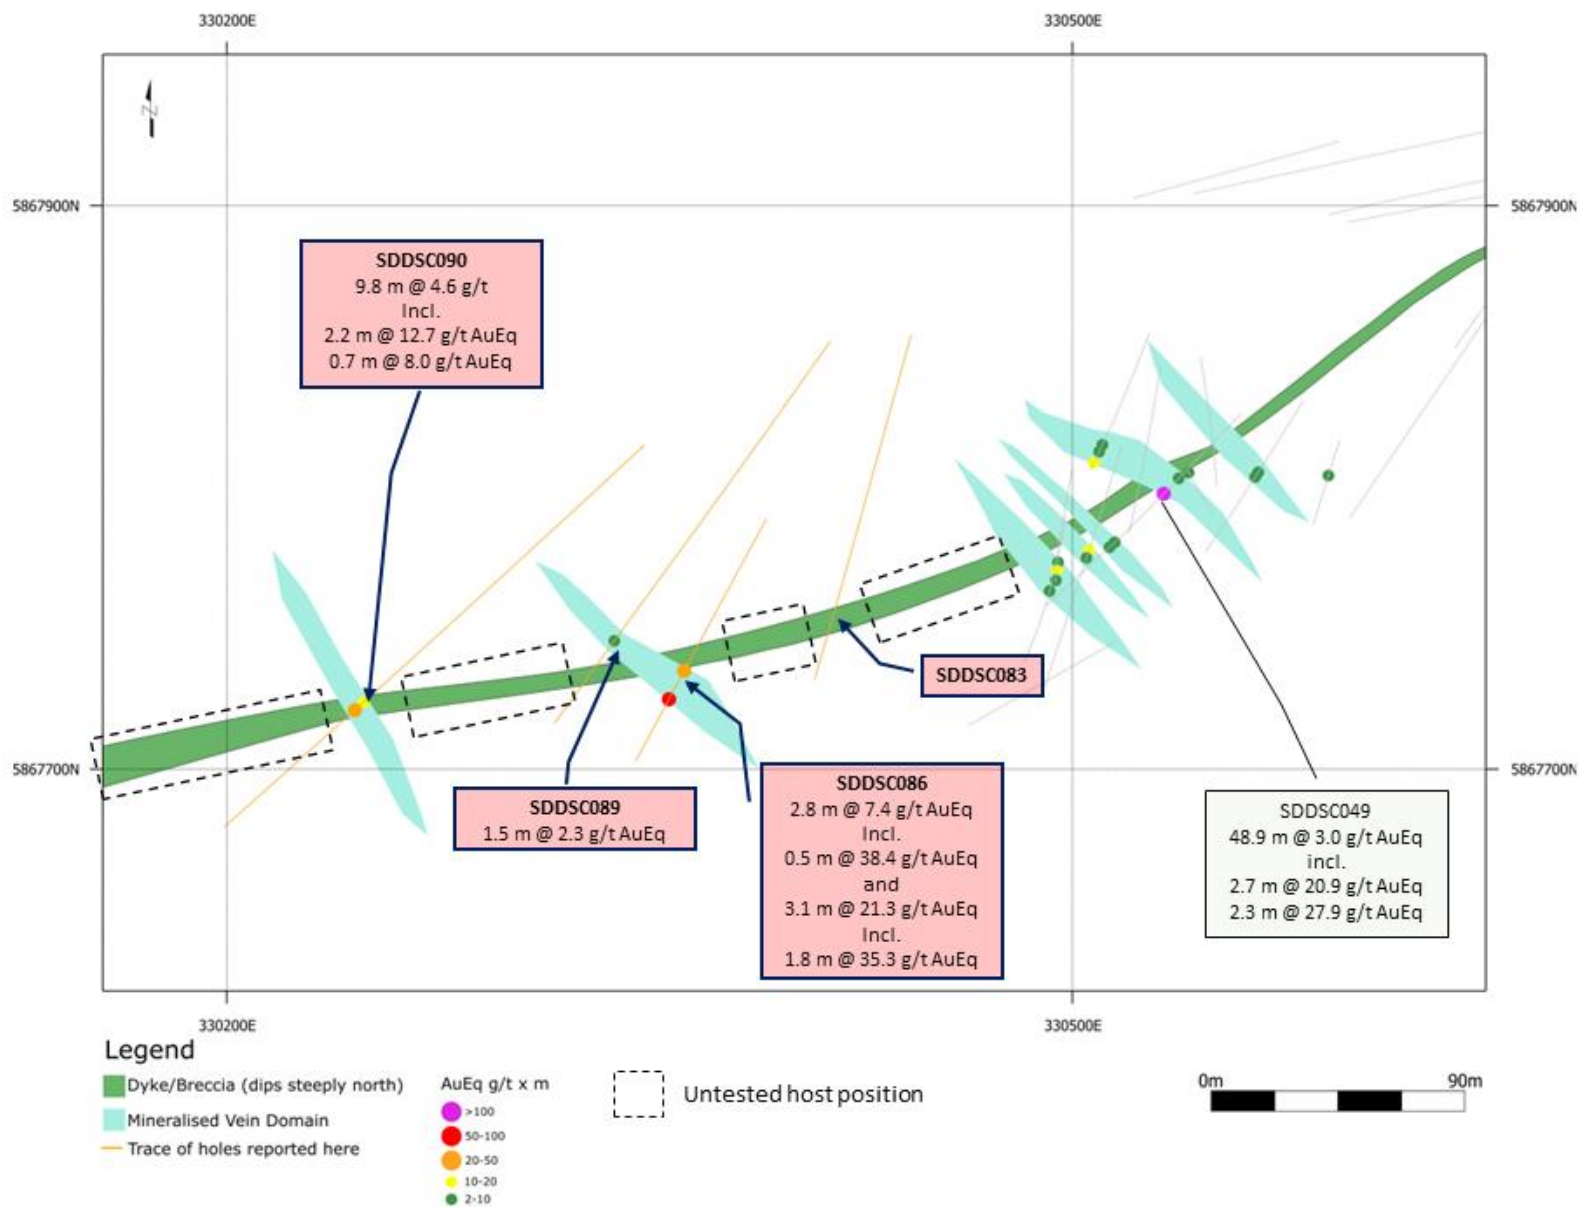 330200E
330500E
N
5867900N
5867900N
SDDSC090
9.8 m @ 4.6 g/t
Incl.
2.2 m @ 12.7 g/t AuEq
0.7 m @ 8.0 g/t AuEq
SDDSC083
5867700N
5867700N
SDDSC089
1.5 m @ 2.3 g/t AuEq
SDDSC086
2.8 m @ 7.4 g/t AuEq
Incl.
0.5 m @ 38.4 g/t AuEq
and
3.1 m @ 21.3 g/t AuEq
Incl.
1.8 m @ 35.3 g/t AuEq
SDDSC049
48.9 m @ 3.0 g/t AuEq
incl.
2.7 m @ 20.9 g/t AuEq
2.3 m @ 27.9 g/t AuEq
330200E
330500E
Legend
Dyke/Breccia (dips steeply north)
Mineralised Vein Domain
Trace of holes reported here
AuEq g/t x m
>100
50-100
20-50
10-20
2-10
Untested host position
0m
90m